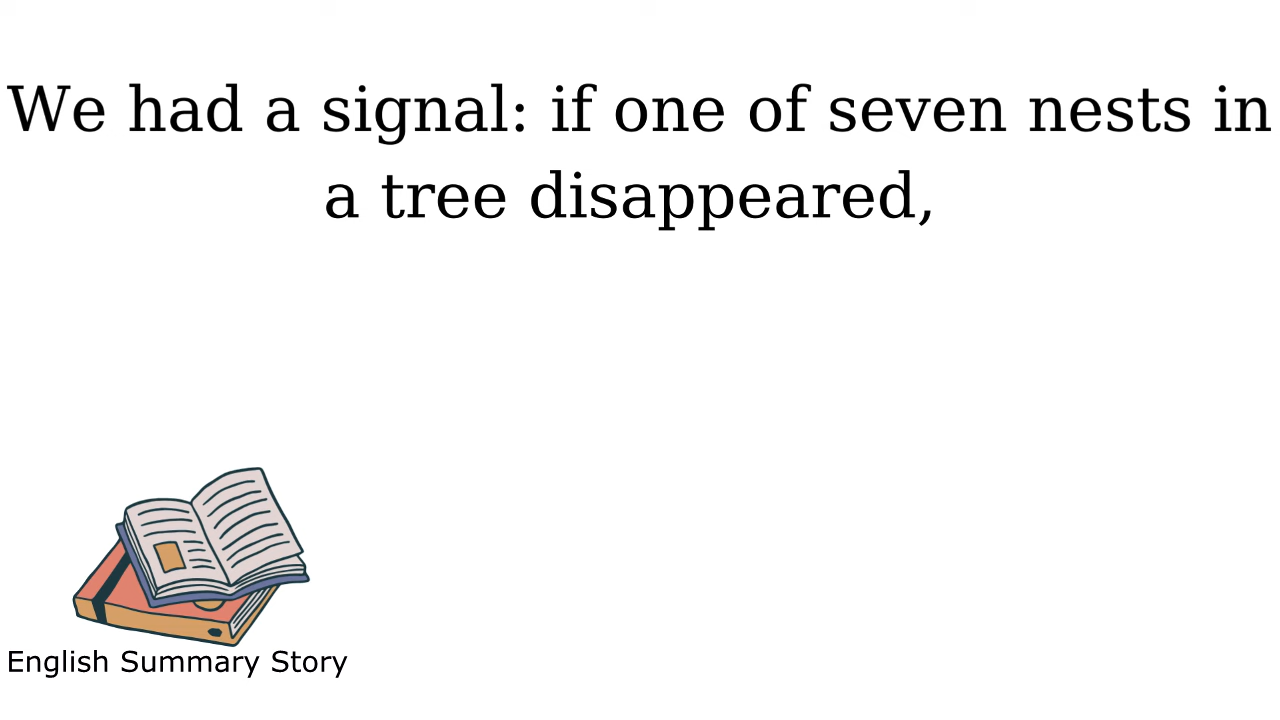 We had a signal: if one of seven nests in
a tree disappeared,
English Summary Story